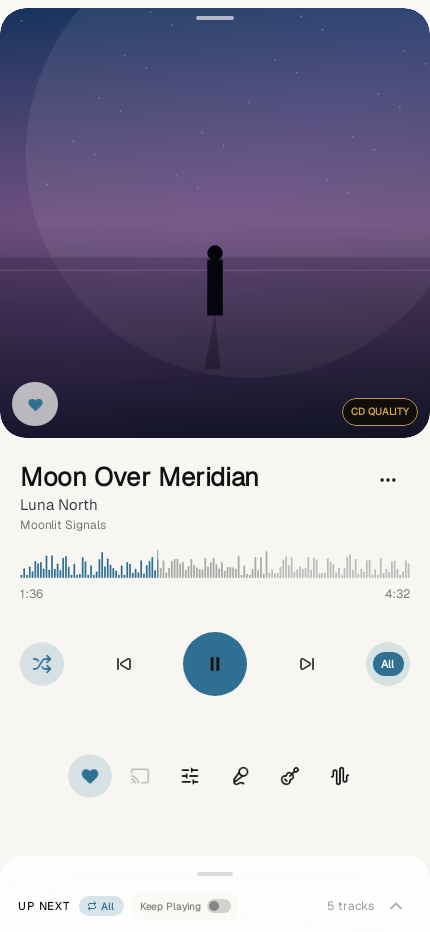 CD QUALITY
Moon Over Meridian
Luna North
Moonlit Signals
1:36 4:32
All
UP NEXT All Keep Playing 5 tracks